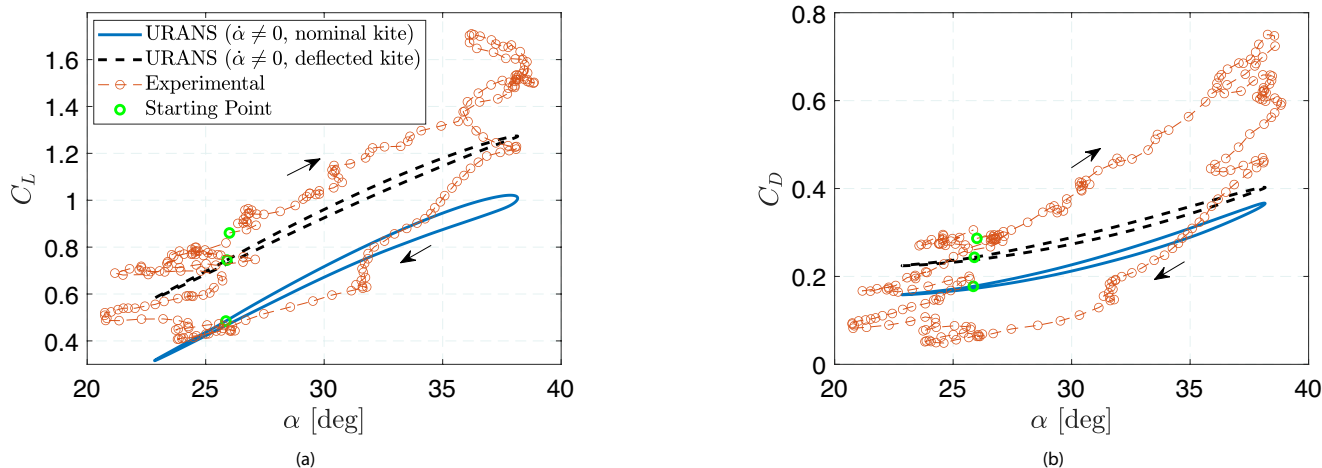 URANS (α̇ ≠ 0, nominal kite)
URANS (α̇ ≠ 0, deflected kite)
Experimental
Starting Point
C_L
1.6
1.4
1.2
1
0.8
0.6
0.4
20 25 30 35 40
α [deg]
(a)
C_D
0.8
0.6
0.4
0.2
0
20 25 30 35 40
α [deg]
(b)